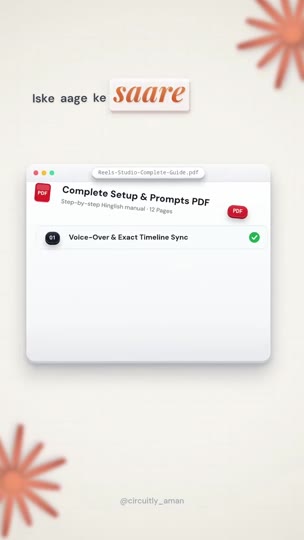 Iske aage ke saare
Reels-Studio-Complete-Guide.pdf
PDF
Complete Setup & Prompts PDF
Step-by-step Hinglish manual · 12 Pages
PDF
01 Voice-Over & Exact Timeline Sync
@circuitly_aman